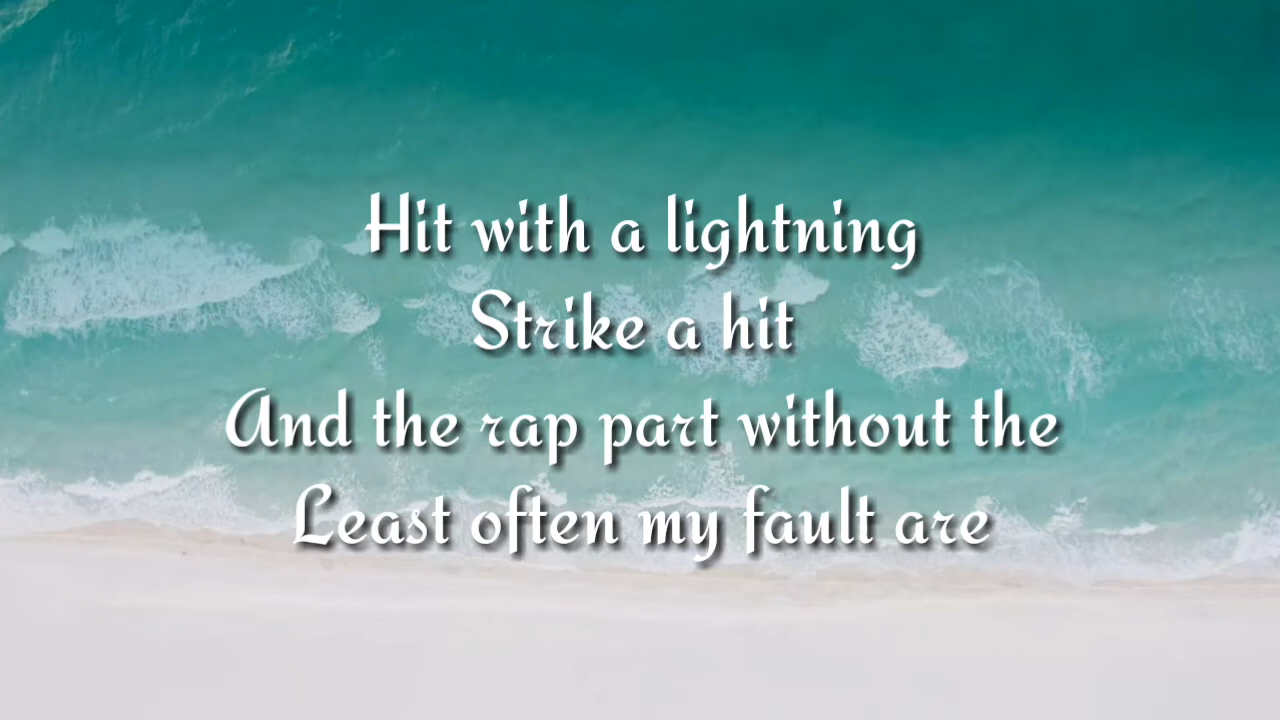 Hit with a lightning
Strike a hit
And the rap part without the
Least often my fault are